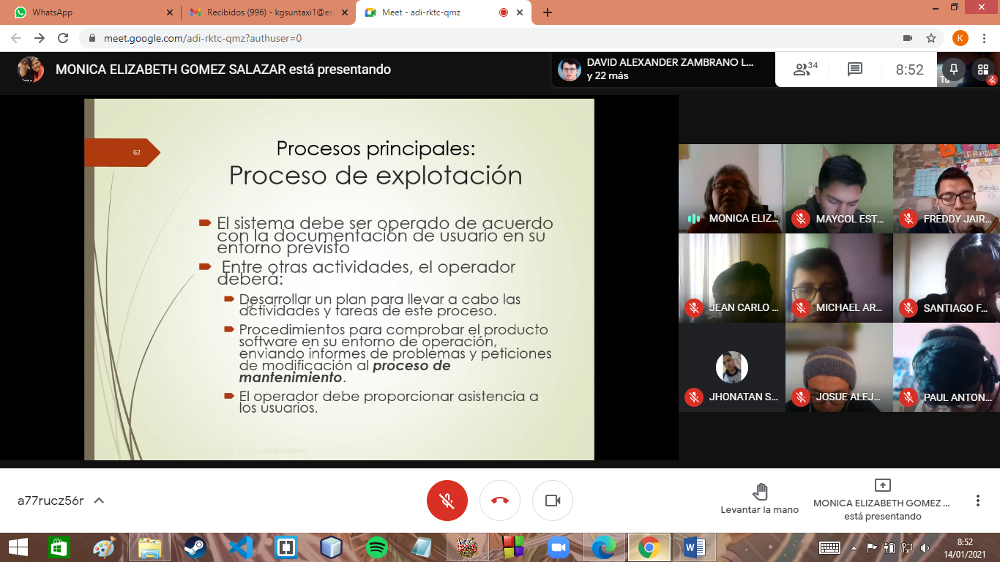 WhatsApp
Recibidos (996) - kgsuntaxi1@es
Meet - adi-rktc-qmz
meet.google.com/adi-rktc-qmz?authuser=0
K
MONICA ELIZABETH GOMEZ SALAZAR está presentando
DAVID ALEXANDER ZAMBRANO L...
y 22 más
34
8:52
Tú
62
Procesos principales:
Proceso de explotación
El sistema debe ser operado de acuerdo
con la documentación de usuario en su
entorno previsto
Entre otras actividades, el operador
deberá:
Desarrollar un plan para llevar a cabo las
actividades y tareas de este proceso.
Procedimientos para comprobar el producto
software en su entorno de operación,
enviando informes de problemas y peticiones
de modificación al proceso de
mantenimiento.
El operador debe proporcionar asistencia a
los usuarios.
MONICA ELIZ...
MAYCOL EST...
FREDDY JAIR...
JEAN CARLO ...
MICHAEL AR...
SANTIAGO F...
JHONATAN S...
JOSUE ALEJ...
PAUL ANTON...
a77rucz56r
Levantar la mano
MONICA ELIZABETH GOMEZ ...
está presentando
8:52
14/01/2021